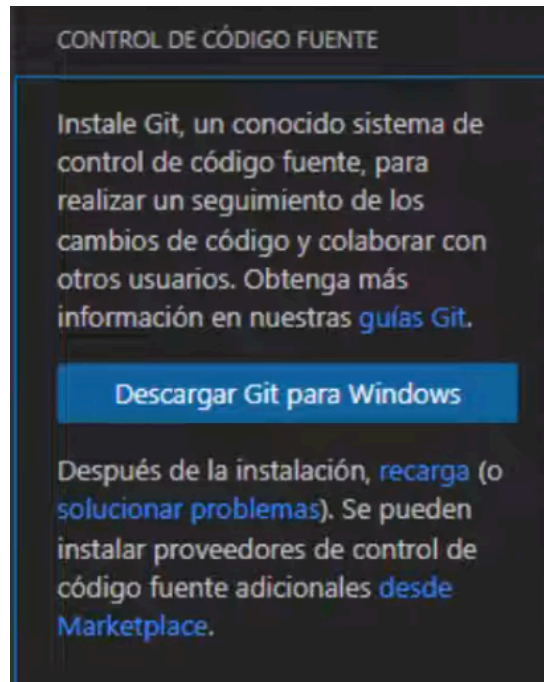 CONTROL DE CÓDIGO FUENTE
Instale Git, un conocido sistema de
control de código fuente, para
realizar un seguimiento de los
cambios de código y colaborar con
otros usuarios. Obtenga más
información en nuestras guías Git.
Descargar Git para Windows
Después de la instalación, recarga (o
solucionar problemas). Se pueden
instalar proveedores de control de
código fuente adicionales desde
Marketplace.